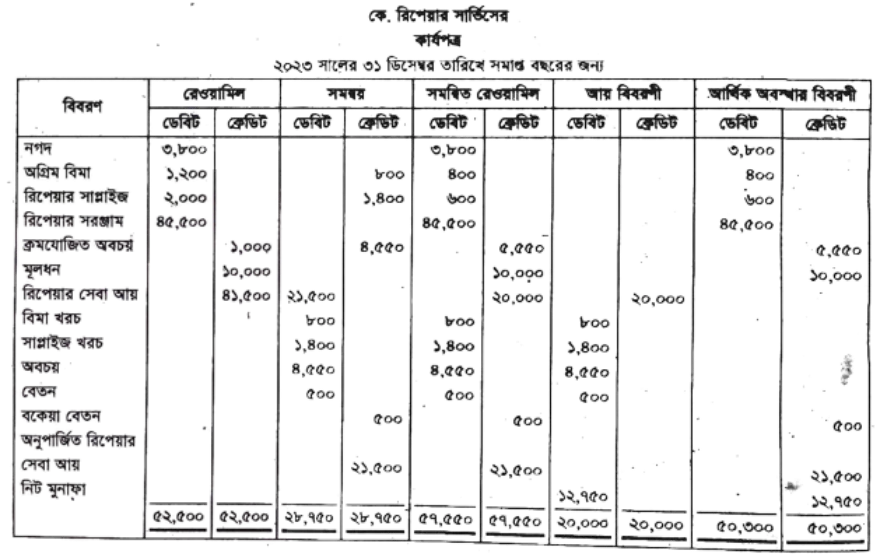 কে. রিপেয়ার সার্ভিসের
কার্যপত্র
২০২৩ সালের ৩১ ডিসেম্বর তারিখে সমাপ্ত বছরের জন্য
বিবরণ রেওয়ামিল সমন্বয় সমন্বিত রেওয়ামিল আয় বিবরণী আর্থিক অবস্থার বিবরণী
ডেবিট ক্রেডিট ডেবিট ক্রেডিট ডেবিট ক্রেডিট ডেবিট ক্রেডিট ডেবিট ক্রেডিট
নগদ ৩,৮০০ ৩,৮০০ ৩,৮০০
অগ্রিম বিমা ১,২০০ ৮০০ ৪০০ ৪০০
রিপেয়ার সাপ্লাইজ ২,০০০ ১,৪০০ ৬০০ ৬০০
রিপেয়ার সরঞ্জাম ৪৫,৫০০ ৪৫,৫০০ ৪৫,৫০০
ক্রমযোজিত অবচয় ১,০০০ ৪,৫৫০ ৫,৫৫০ ৫,৫৫০
মূলধন ১০,০০০ ১০,০০০ ১০,০০০
রিপেয়ার সেবা আয় ৪১,৫০০ ২১,৫০০ ২০,০০০ ২০,০০০
বিমা খরচ ৮০০ ৮০০ ৮০০
সাপ্লাইজ খরচ ১,৪০০ ১,৪০০ ১,৪০০
অবচয় ৪,৫৫০ ৪,৫৫০ ৪,৫৫০
বেতন ৫০০ ৫০০ ৫০০
বকেয়া বেতন ৫০০ ৫০০ ৫০০
অনুপার্জিত রিপেয়ার
সেবা আয় ২১,৫০০ ২১,৫০০ ২১,৫০০
নিট মুনাফা ১২,৭৫০ ১২,৭৫০
৫২,৫০০ ৫২,৫০০ ২৮,৭৫০ ২৮,৭৫০ ৫৭,৫৫০ ৫৭,৫৫০ ২০,০০০ ২০,০০০ ৫০,৩০০ ৫০,৩০০